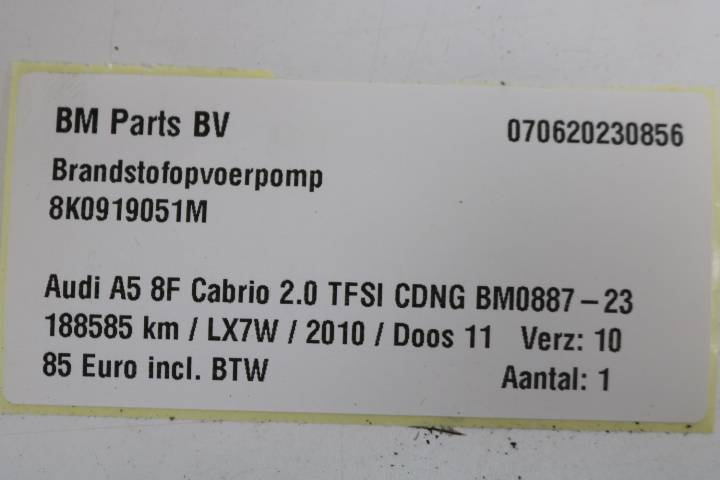 BM Parts BV 070620230856
Brandstofopvoerpomp
8K0919051M
Audi A5 8F Cabrio 2.0 TFSI CDNG BM0887-23
188585 km / LX7W / 2010 / Doos 11 Verz: 10
85 Euro incl. BTW Aantal: 1